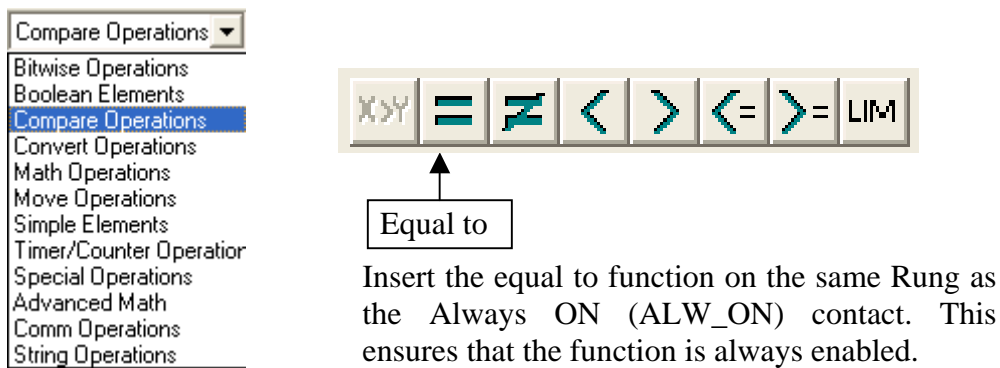 Compare Operations
Bitwise Operations
Boolean Elements
Compare Operations
Convert Operations
Math Operations
Move Operations
Simple Elements
Timer/Counter Operation
Special Operations
Advanced Math
Comm Operations
String Operations
X>Y = ≠ < > <= >= LIM
Equal to
Insert the equal to function on the same Rung as
the Always ON (ALW_ON) contact. This
ensures that the function is always enabled.